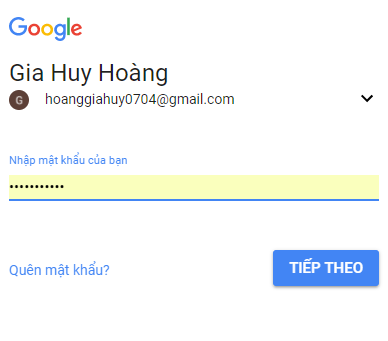 Google
Gia Huy Hoàng
G
hoanggiahuy0704@gmail.com
Nhập mật khẩu của bạn
•••••••••••
Quên mật khẩu?
TIẾP THEO